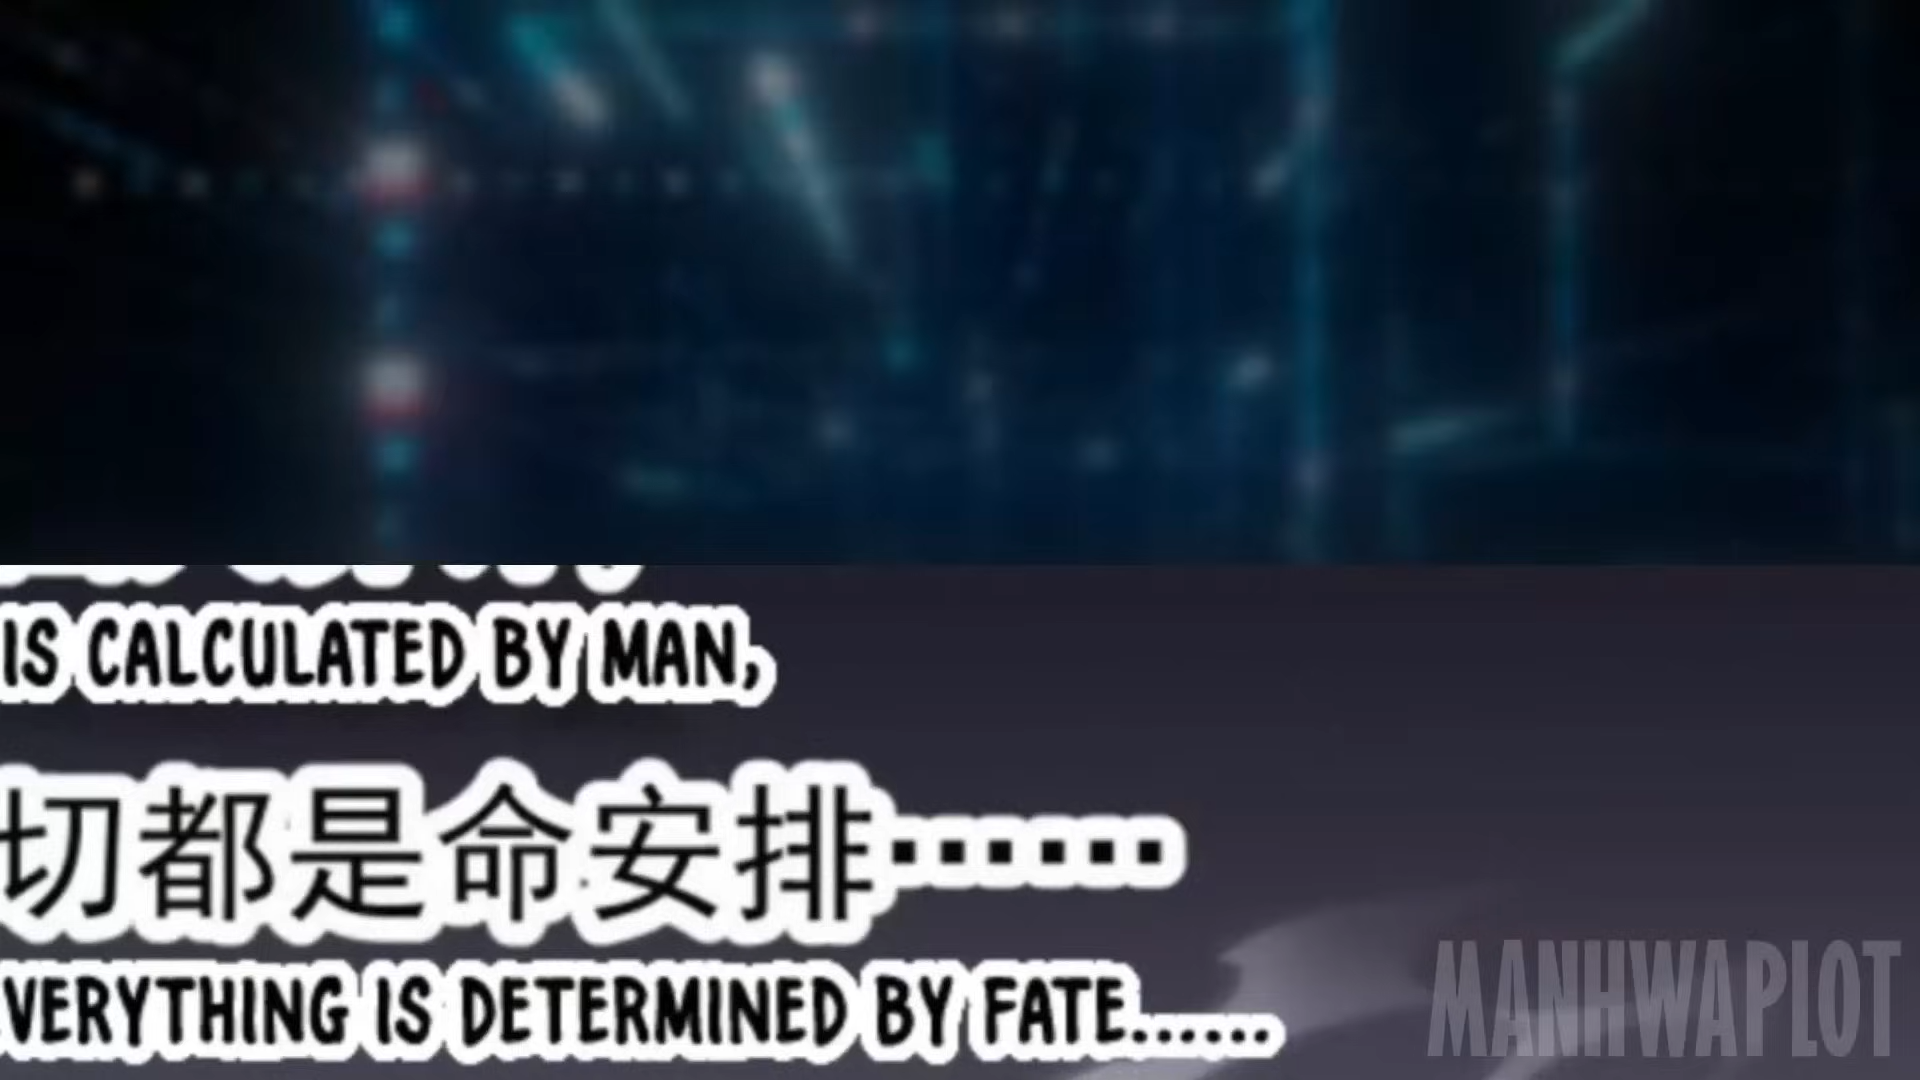 IS CALCULATED BY MAN,
切都是命安排······
VERYTHING IS DETERMINED BY FATE......
MANHWAPLOT